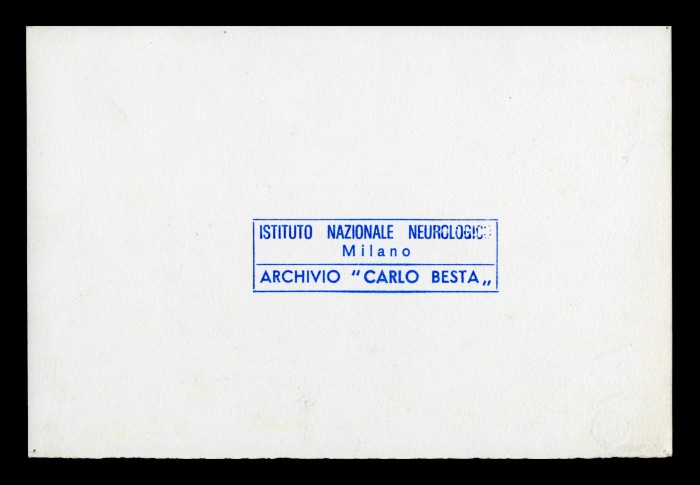 ISTITUTO NAZIONALE NEUROLOGICO
Milano
ARCHIVIO "CARLO BESTA„